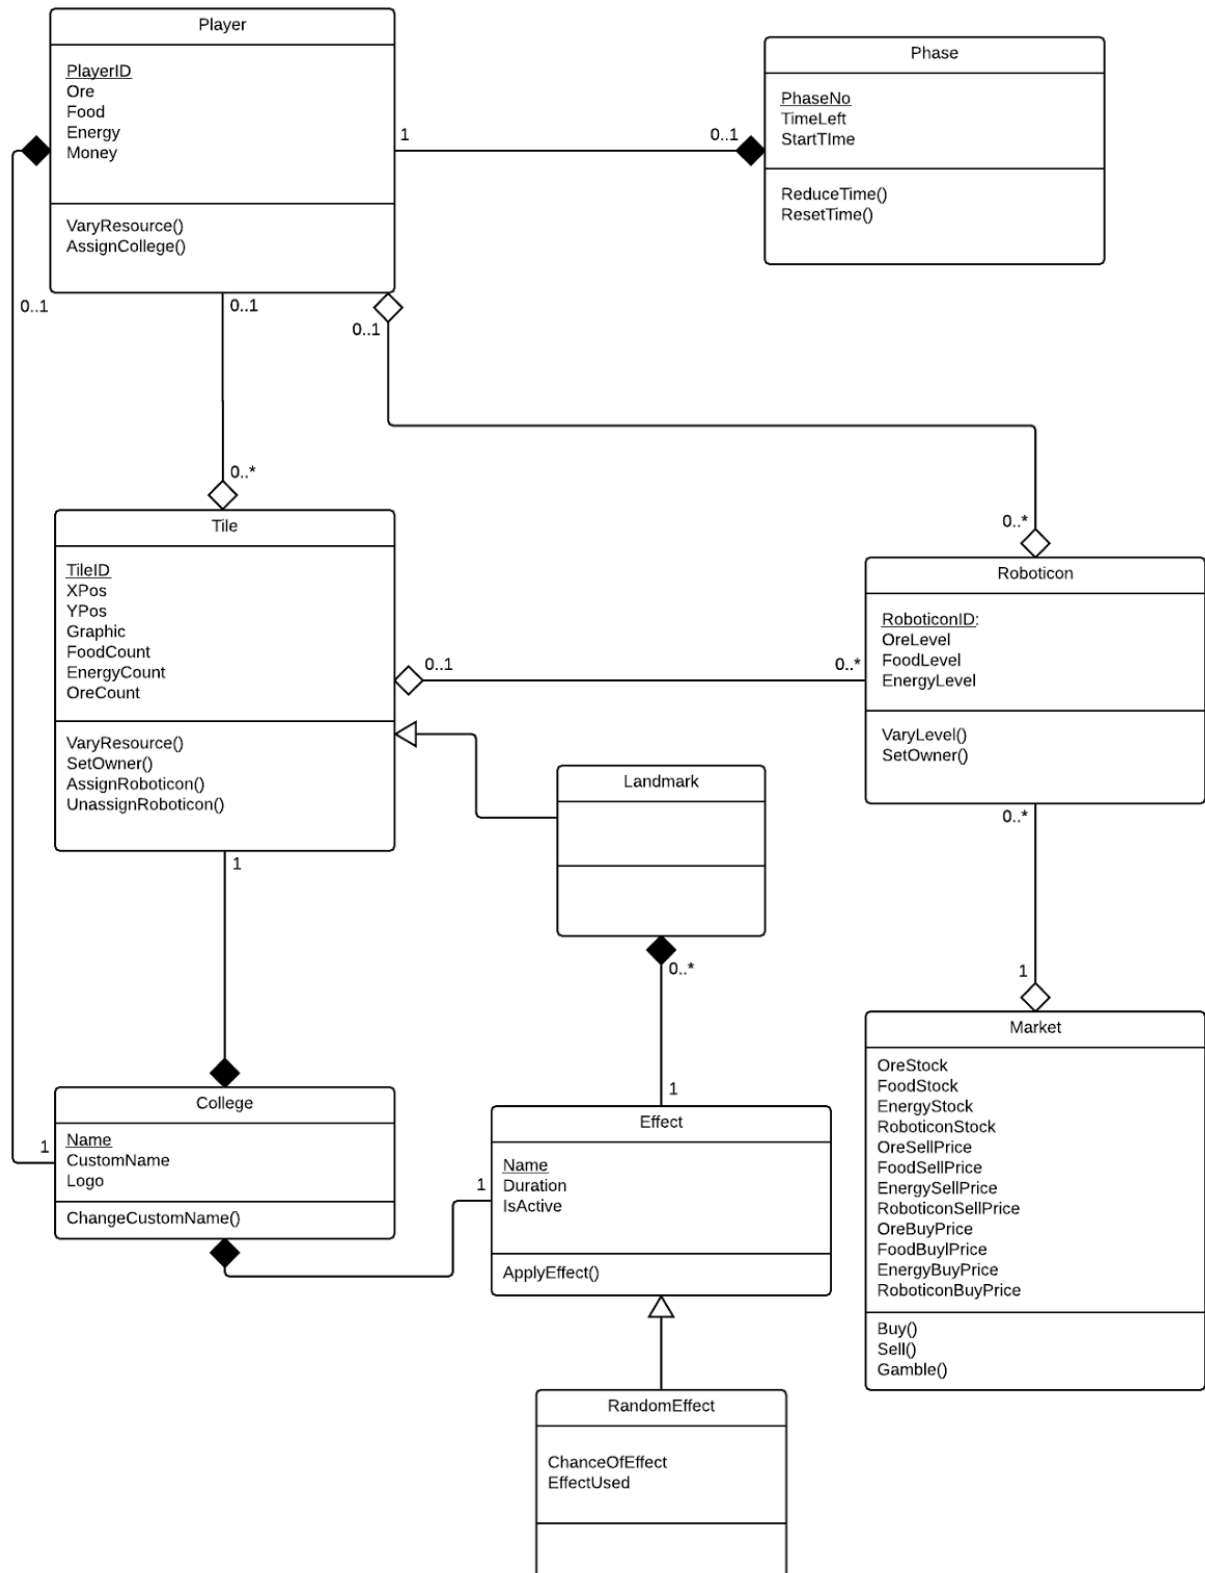 Player
PlayerID
Ore
Food
Energy
Money
VaryResource()
AssignCollege()
Phase
PhaseNo
TimeLeft
StartTIme
ReduceTime()
ResetTime()
1
0..1
0..1
0..1
0..1
0..*
Tile
TileID
XPos
YPos
Graphic
FoodCount
EnergyCount
OreCount
VaryResource()
SetOwner()
AssignRoboticon()
UnassignRoboticon()
0..1
0..*
0..*
Roboticon
RoboticonID:
OreLevel
FoodLevel
EnergyLevel
VaryLevel()
SetOwner()
Landmark
0..*
1
0..*
1
1
Market
OreStock
FoodStock
EnergyStock
RoboticonStock
OreSellPrice
FoodSellPrice
EnergySellPrice
RoboticonSellPrice
OreBuyPrice
FoodBuylPrice
EnergyBuyPrice
RoboticonBuyPrice
Buy()
Sell()
Gamble()
College
Name
CustomName
Logo
ChangeCustomName()
1
1
Effect
Name
Duration
IsActive
ApplyEffect()
RandomEffect
ChanceOfEffect
EffectUsed